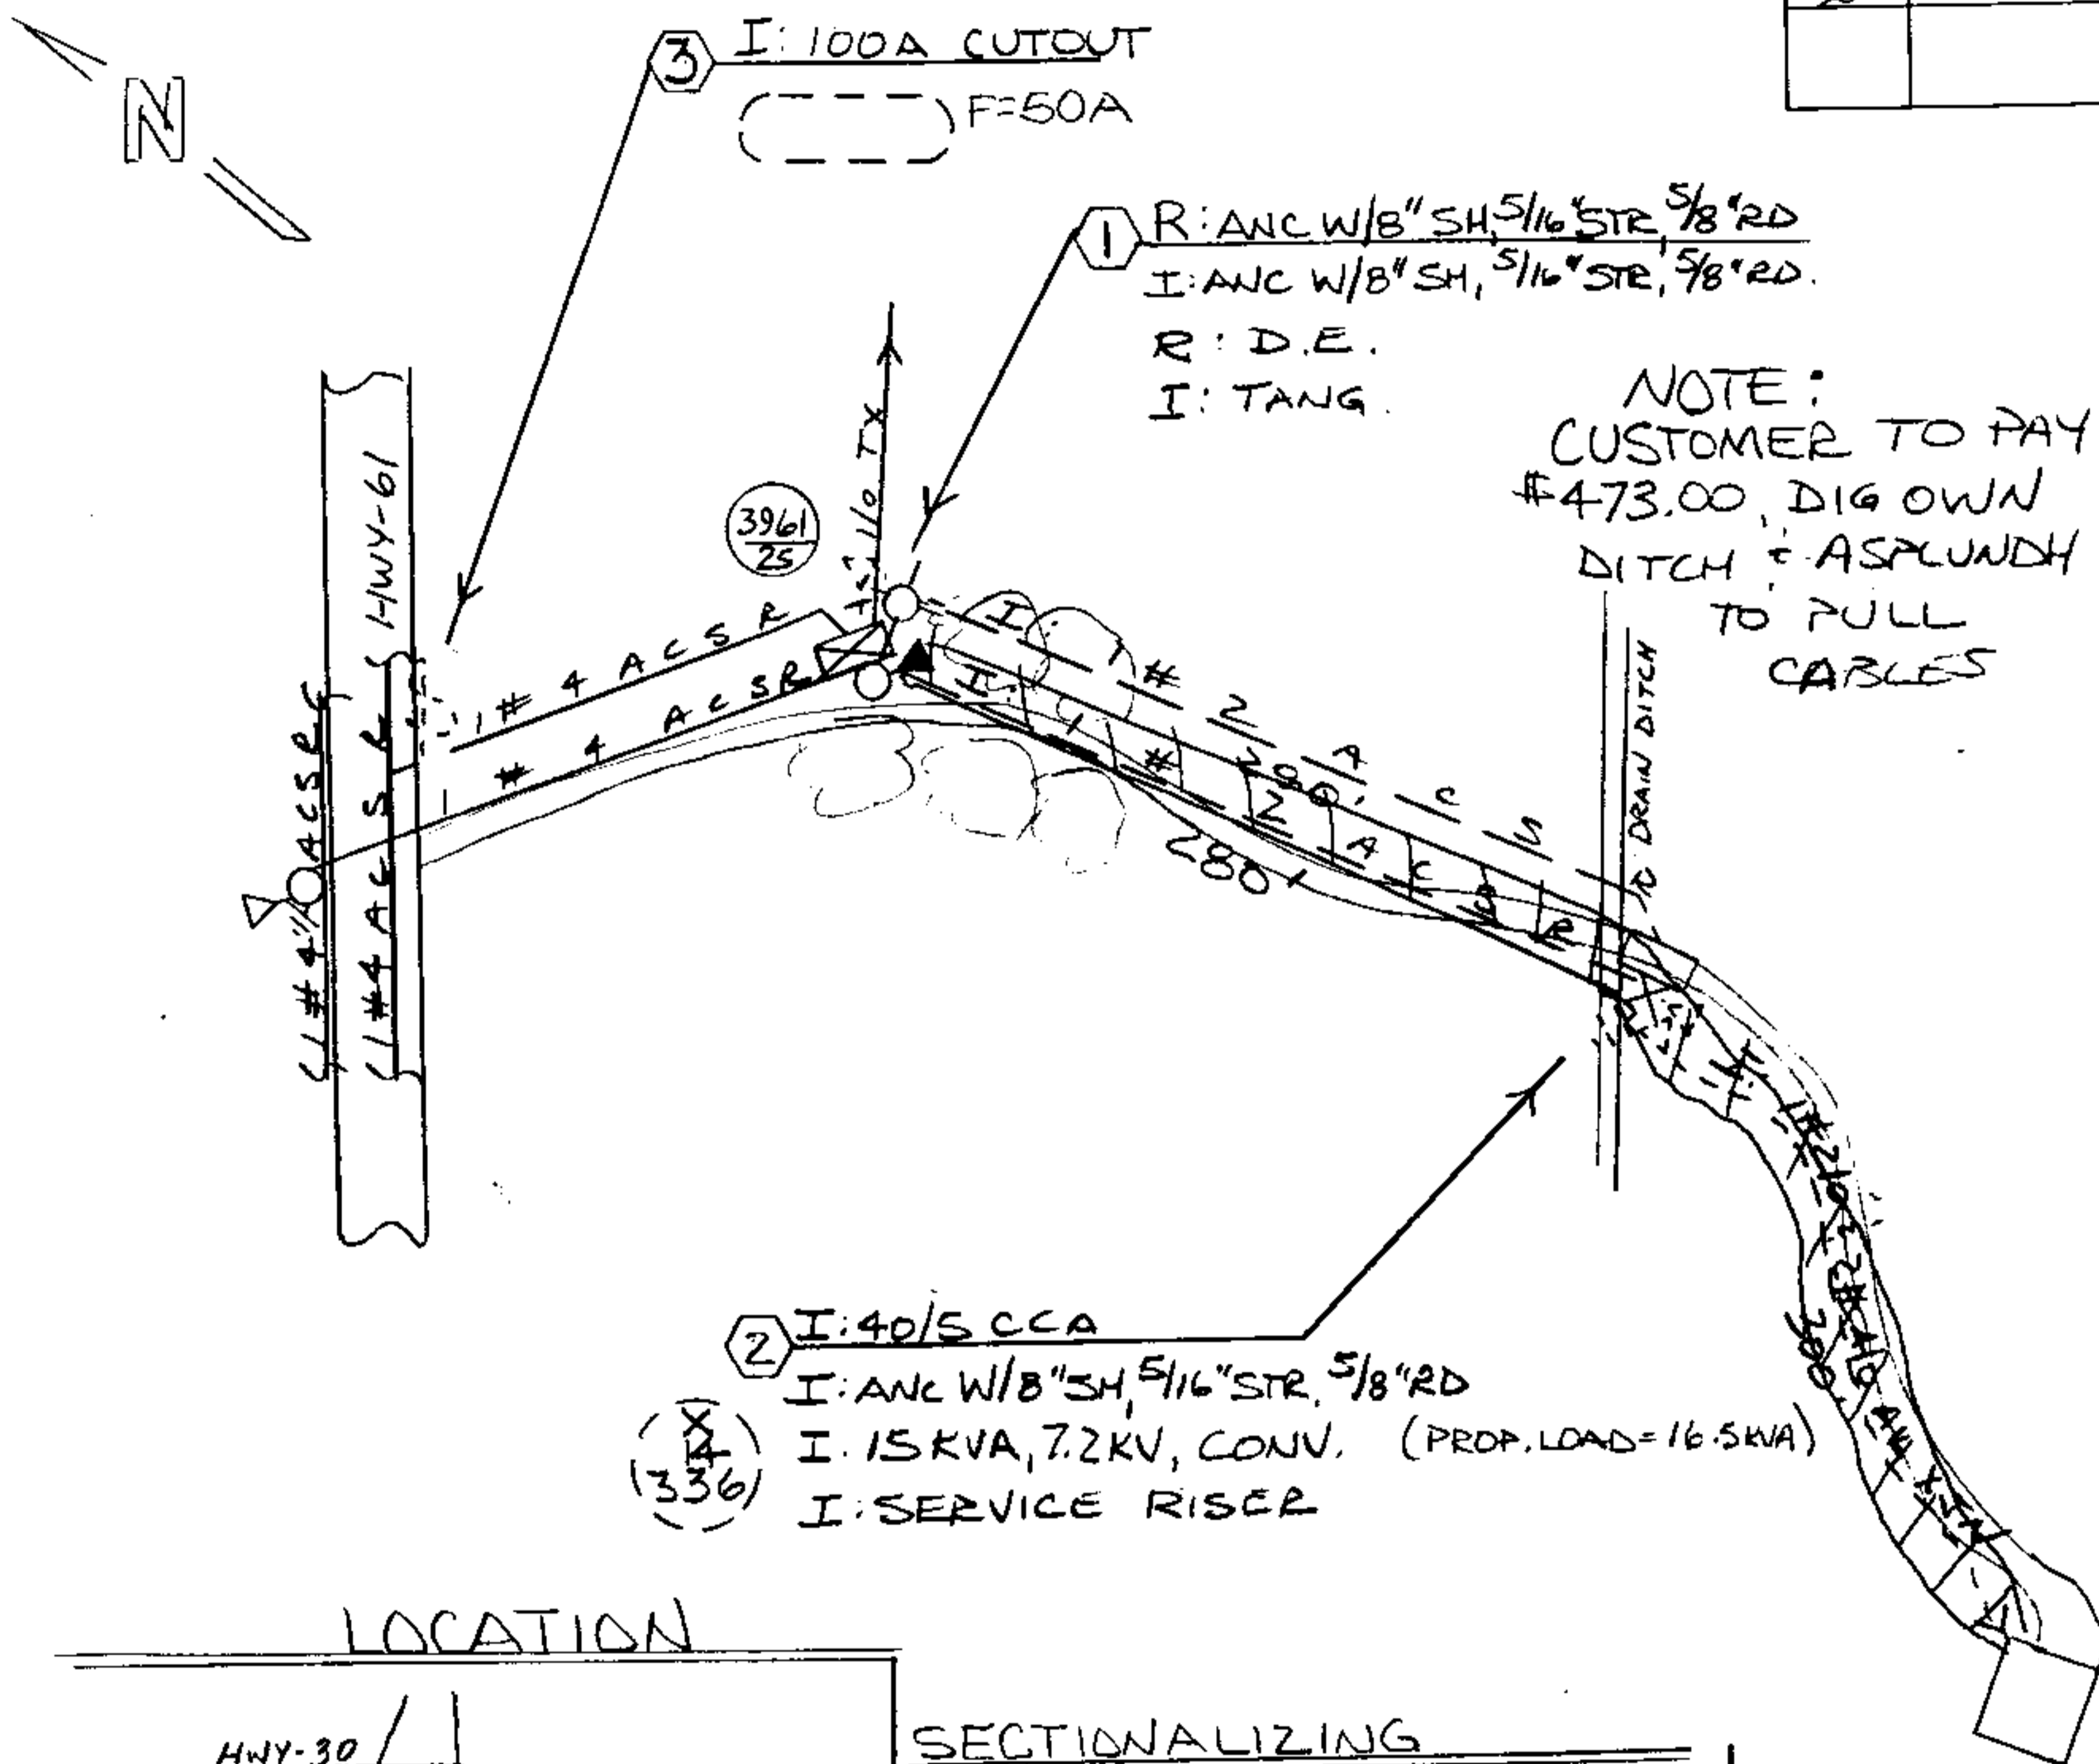 N
3 I: 100A CUTOUT
F=50A
1 R: ANC W/8" SH, 5/16" STR, 5/8" RD
I: ANC W/8" SH, 5/16" STR, 5/8" RD.
R: D.E.
I: TANG.
NOTE:
CUSTOMER TO PAY
$473.00, DIG OWN
DITCH & ASPLUNDH
TO PULL
CABLES
HWY-61
3961
25
1/0 TX
1 # 4 ACSR
1 # 4 ACSR
1 # 4 ACSR
1 # 4 ACSR
I: 1 # 2 ACS
280'
I: 1 # 2 ACSR
280'
DRAIN DITCH
2 I: 40/5 CCA
I: ANC W/8" SH, 5/16" STR, 5/8" RD
I: 15 KVA, 7.2 KV, CONV. (PROP. LOAD = 16.5 KVA)
I: SERVICE RISER
X
14
336
LOCATION
HWY-30
SECTIONALIZING